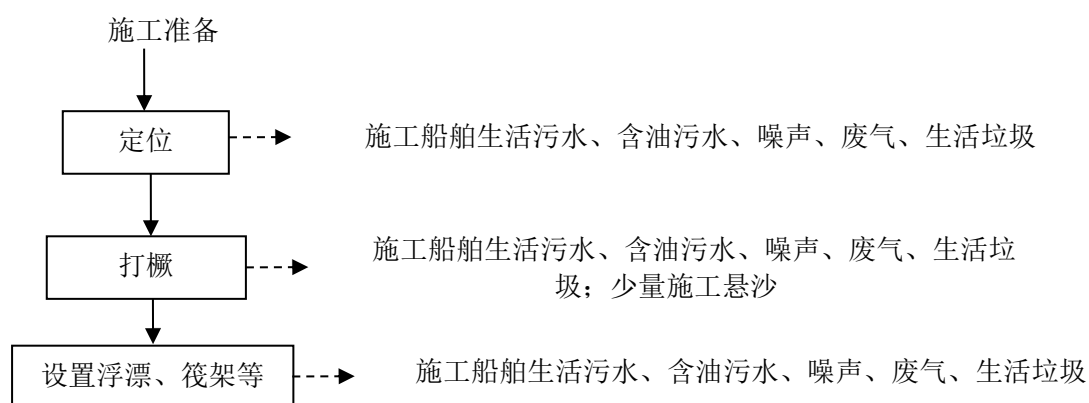 施工准备
定位
施工船舶生活污水、含油污水、噪声、废气、生活垃圾
打橛
施工船舶生活污水、含油污水、噪声、废气、生活垃
圾；少量施工悬沙
设置浮漂、筏架等
施工船舶生活污水、含油污水、噪声、废气、生活垃圾